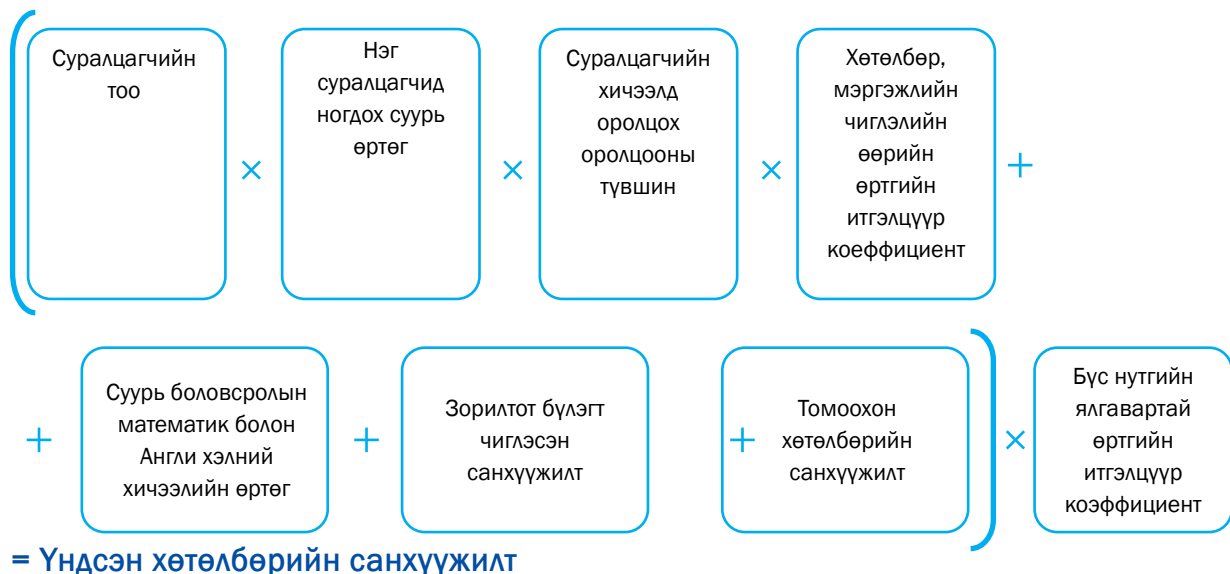 Суралцагчийн
тоо
×
Нэг
суралцагчид
ногдох суурь
өртөг
×
Суралцагчийн
хичээлд
оролцох
оролцооны
түвшин
×
Хөтөлбөр,
мэргэжлийн
чиглэлийн
өөрийн
өртгийн
итгэлцүүр
коеффициент
+
+
Суурь боловсролын
математик болон
Англи хэлний
хичээлийн өртөг
+
Зорилтот бүлэгт
чиглэсэн
санхүүжилт
+
Томоохон
хөтөлбөрийн
санхүүжилт
×
Бүс нутгийн
ялгавартай
өртгийн
итгэлцүүр
коэффициент
= Үндсэн хөтөлбөрийн санхүүжилт